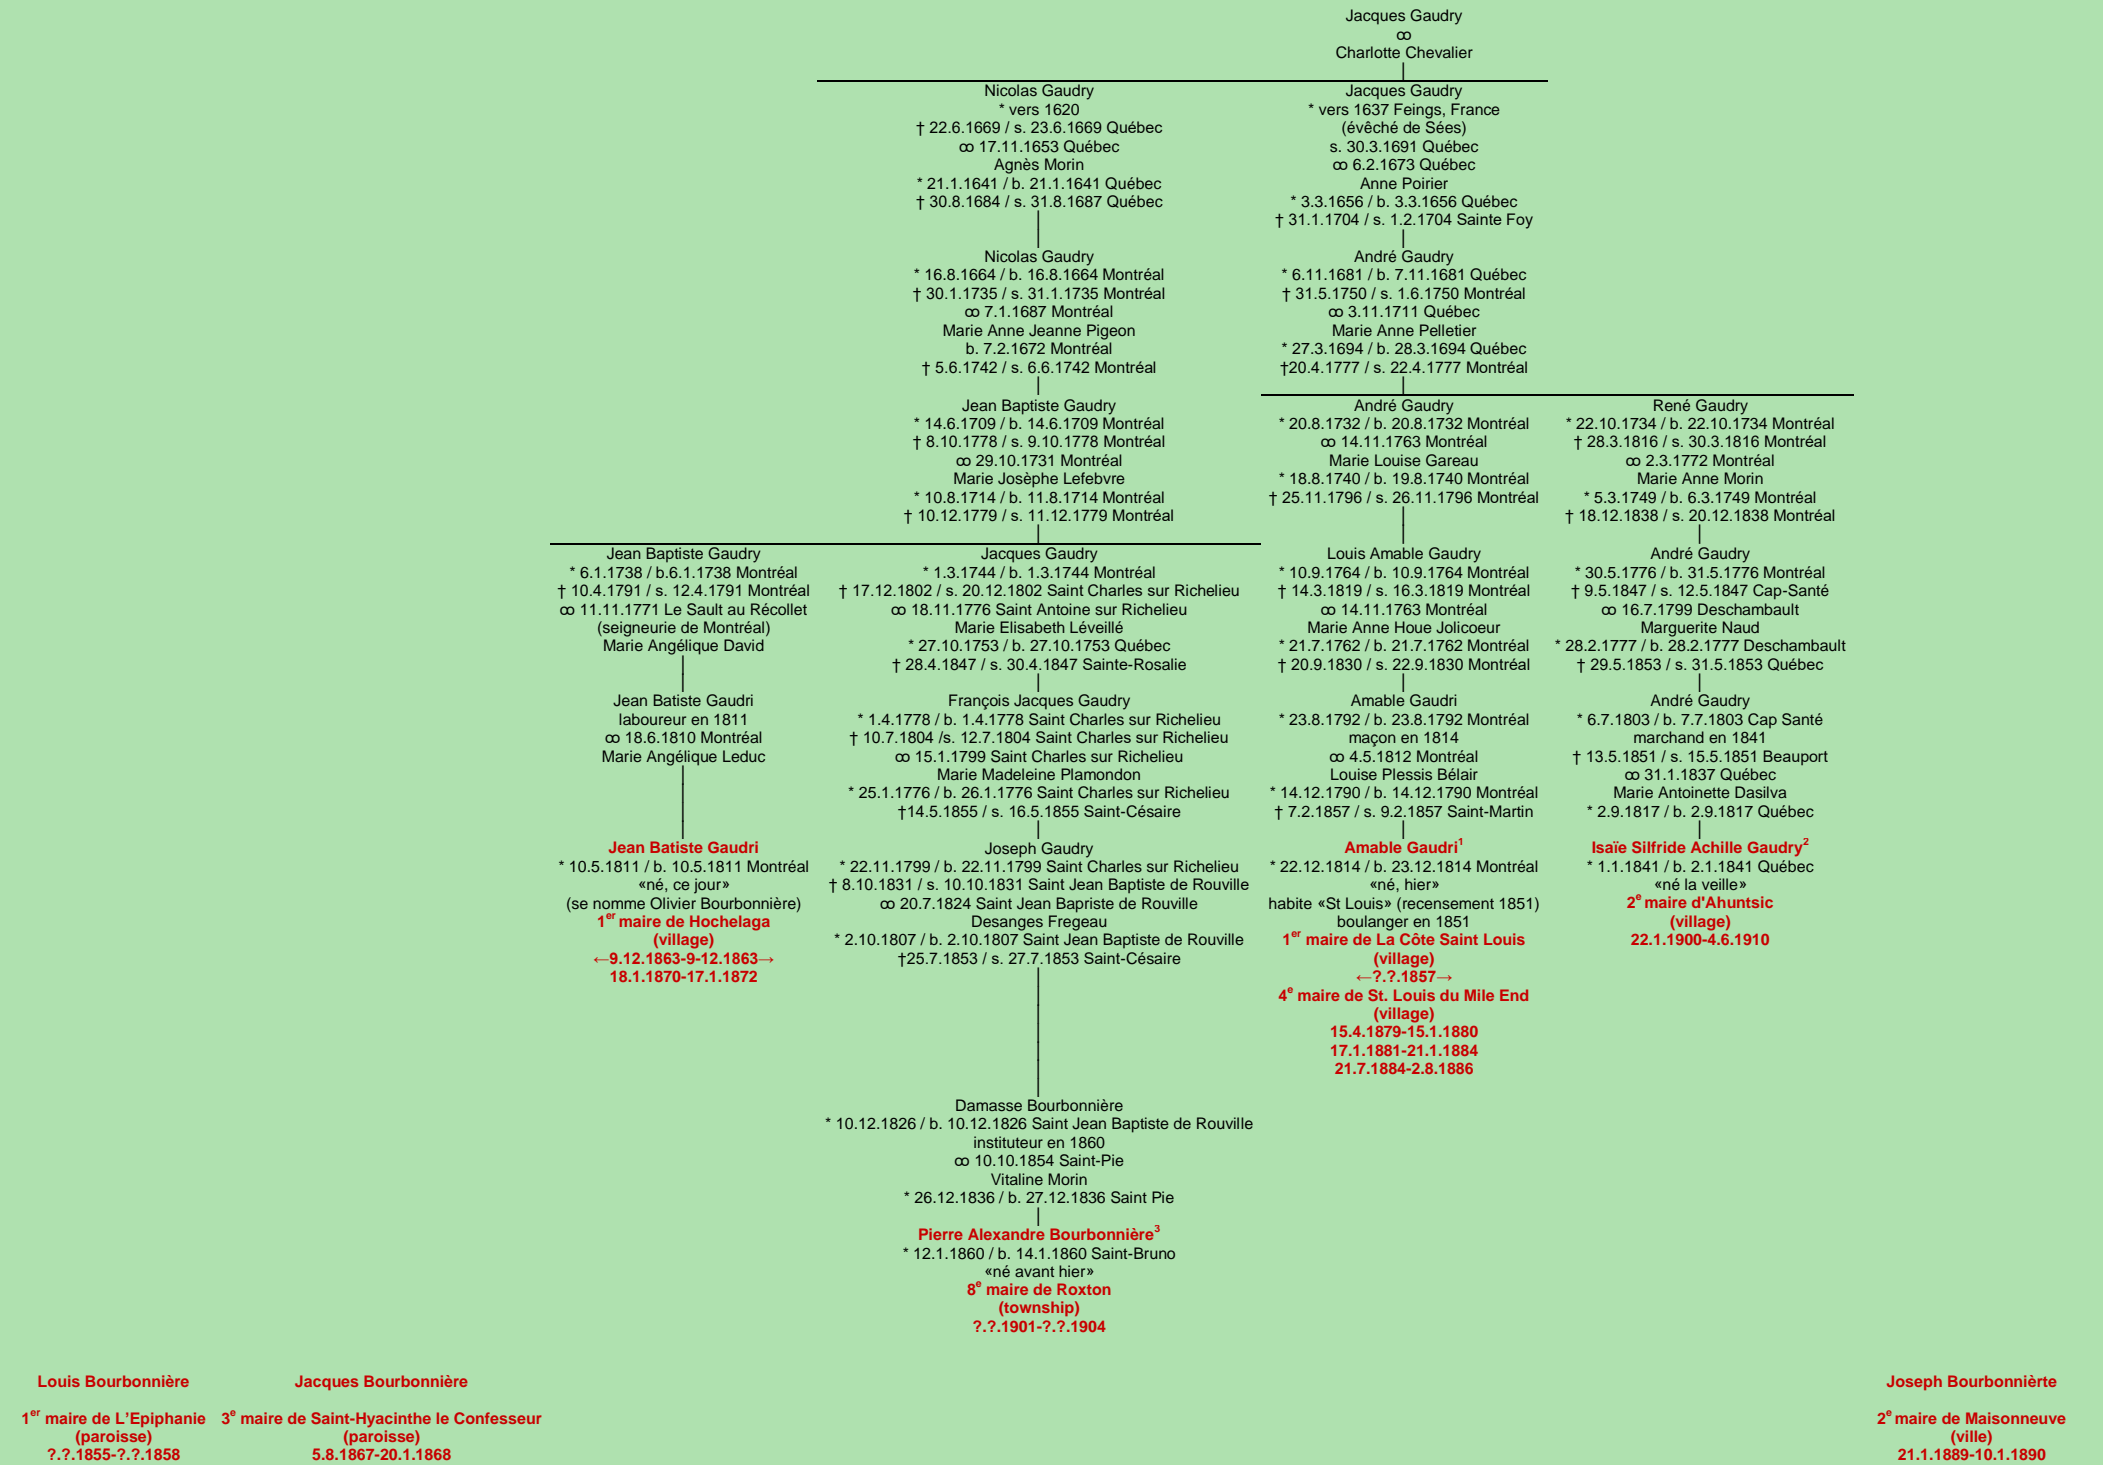 Jacques Gaudry
ꝏ
Charlotte Chevalier
Nicolas Gaudry
* vers 1620
† 22.6.1669 / s. 23.6.1669 Québec
ꝏ 17.11.1653 Québec
Agnès Morin
* 21.1.1641 / b. 21.1.1641 Québec
† 30.8.1684 / s. 31.8.1687 Québec
Jacques Gaudry
* vers 1637 Feings, France
(évêché de Sées)
s. 30.3.1691 Québec
ꝏ 6.2.1673 Québec
Anne Poirier
* 3.3.1656 / b. 3.3.1656 Québec
† 31.1.1704 / s. 1.2.1704 Sainte Foy
Nicolas Gaudry
* 16.8.1664 / b. 16.8.1664 Montréal
† 30.1.1735 / s. 31.1.1735 Montréal
ꝏ 7.1.1687 Montréal
Marie Anne Jeanne Pigeon
b. 7.2.1672 Montréal
† 5.6.1742 / s. 6.6.1742 Montréal
André Gaudry
* 6.11.1681 / b. 7.11.1681 Québec
† 31.5.1750 / s. 1.6.1750 Montréal
ꝏ 3.11.1711 Québec
Marie Anne Pelletier
* 27.3.1694 / b. 28.3.1694 Québec
†20.4.1777 / s. 22.4.1777 Montréal
Jean Baptiste Gaudry
* 14.6.1709 / b. 14.6.1709 Montréal
† 8.10.1778 / s. 9.10.1778 Montréal
ꝏ 29.10.1731 Montréal
Marie Josèphe Lefebvre
* 10.8.1714 / b. 11.8.1714 Montréal
† 10.12.1779 / s. 11.12.1779 Montréal
André Gaudry
* 20.8.1732 / b. 20.8.1732 Montréal
ꝏ 14.11.1763 Montréal
Marie Louise Gareau
* 18.8.1740 / b. 19.8.1740 Montréal
† 25.11.1796 / s. 26.11.1796 Montréal
René Gaudry
* 22.10.1734 / b. 22.10.1734 Montréal
† 28.3.1816 / s. 30.3.1816 Montréal
ꝏ 2.3.1772 Montréal
Marie Anne Morin
* 5.3.1749 / b. 6.3.1749 Montréal
† 18.12.1838 / s. 20.12.1838 Montréal
Jean Baptiste Gaudry
* 6.1.1738 / b.6.1.1738 Montréal
† 10.4.1791 / s. 12.4.1791 Montréal
ꝏ 11.11.1771 Le Sault au Récollet
(seigneurie de Montréal)
Marie Angélique David
Jacques Gaudry
* 1.3.1744 / b. 1.3.1744 Montréal
† 17.12.1802 / s. 20.12.1802 Saint Charles sur Richelieu
ꝏ 18.11.1776 Saint Antoine sur Richelieu
Marie Elisabeth Léveillé
* 27.10.1753 / b. 27.10.1753 Québec
† 28.4.1847 / s. 30.4.1847 Sainte-Rosalie
Louis Amable Gaudry
* 10.9.1764 / b. 10.9.1764 Montréal
† 14.3.1819 / s. 16.3.1819 Montréal
ꝏ 14.11.1763 Montréal
Marie Anne Houe Jolicoeur
* 21.7.1762 / b. 21.7.1762 Montréal
† 20.9.1830 / s. 22.9.1830 Montréal
André Gaudry
* 30.5.1776 / b. 31.5.1776 Montréal
† 9.5.1847 / s. 12.5.1847 Cap-Santé
ꝏ 16.7.1799 Deschambault
Marguerite Naud
* 28.2.1777 / b. 28.2.1777 Deschambault
† 29.5.1853 / s. 31.5.1853 Québec
Jean Batiste Gaudri
laboureur en 1811
ꝏ 18.6.1810 Montréal
Marie Angélique Leduc
François Jacques Gaudry
* 1.4.1778 / b. 1.4.1778 Saint Charles sur Richelieu
† 10.7.1804 /s. 12.7.1804 Saint Charles sur Richelieu
ꝏ 15.1.1799 Saint Charles sur Richelieu
Marie Madeleine Plamondon
* 25.1.1776 / b. 26.1.1776 Saint Charles sur Richelieu
†14.5.1855 / s. 16.5.1855 Saint-Césaire
Amable Gaudri
* 23.8.1792 / b. 23.8.1792 Montréal
maçon en 1814
ꝏ 4.5.1812 Montréal
Louise Plessis Bélair
* 14.12.1790 / b. 14.12.1790 Montréal
† 7.2.1857 / s. 9.2.1857 Saint-Martin
André Gaudry
* 6.7.1803 / b. 7.7.1803 Cap Santé
marchand en 1841
† 13.5.1851 / s. 15.5.1851 Beauport
ꝏ 31.1.1837 Québec
Marie Antoinette Dasilva
* 2.9.1817 / b. 2.9.1817 Québec
Jean Batiste Gaudri
* 10.5.1811 / b. 10.5.1811 Montréal
«né, ce jour»
(se nomme Olivier Bourbonnière)
1er maire de Hochelaga
(village)
←9.12.1863-9-12.1863→
18.1.1870-17.1.1872
Joseph Gaudry
* 22.11.1799 / b. 22.11.1799 Saint Charles sur Richelieu
† 8.10.1831 / s. 10.10.1831 Saint Jean Baptiste de Rouville
ꝏ 20.7.1824 Saint Jean Bapriste de Rouville
Desanges Fregeau
* 2.10.1807 / b. 2.10.1807 Saint Jean Baptiste de Rouville
†25.7.1853 / s. 27.7.1853 Saint-Césaire
Amable Gaudri1
* 22.12.1814 / b. 23.12.1814 Montréal
«né, hier»
habite «St Louis» (recensement 1851)
boulanger en 1851
1er maire de La Côte Saint Louis
(village)
←?.?.1857→
4e maire de St. Louis du Mile End
(village)
15.4.1879-15.1.1880
17.1.1881-21.1.1884
21.7.1884-2.8.1886
Isaïe Silfride Achille Gaudry2
* 1.1.1841 / b. 2.1.1841 Québec
«né la veille»
2e maire d'Ahuntsic
(village)
22.1.1900-4.6.1910
Damasse Bourbonnière
* 10.12.1826 / b. 10.12.1826 Saint Jean Baptiste de Rouville
instituteur en 1860
ꝏ 10.10.1854 Saint-Pie
Vitaline Morin
* 26.12.1836 / b. 27.12.1836 Saint Pie
Pierre Alexandre Bourbonnière3
* 12.1.1860 / b. 14.1.1860 Saint-Bruno
«né avant hier»
8e maire de Roxton
(township)
?.?.1901-?.?.1904
Louis Bourbonnière
1er maire de L'Epiphanie
(paroisse)
?.?.1855-?.?.1858
Jacques Bourbonnière
3e maire de Saint-Hyacinthe le Confesseur
(paroisse)
5.8.1867-20.1.1868
Joseph Bourbonnièrte
2e maire de Maisonneuve
(ville)
21.1.1889-10.1.1890